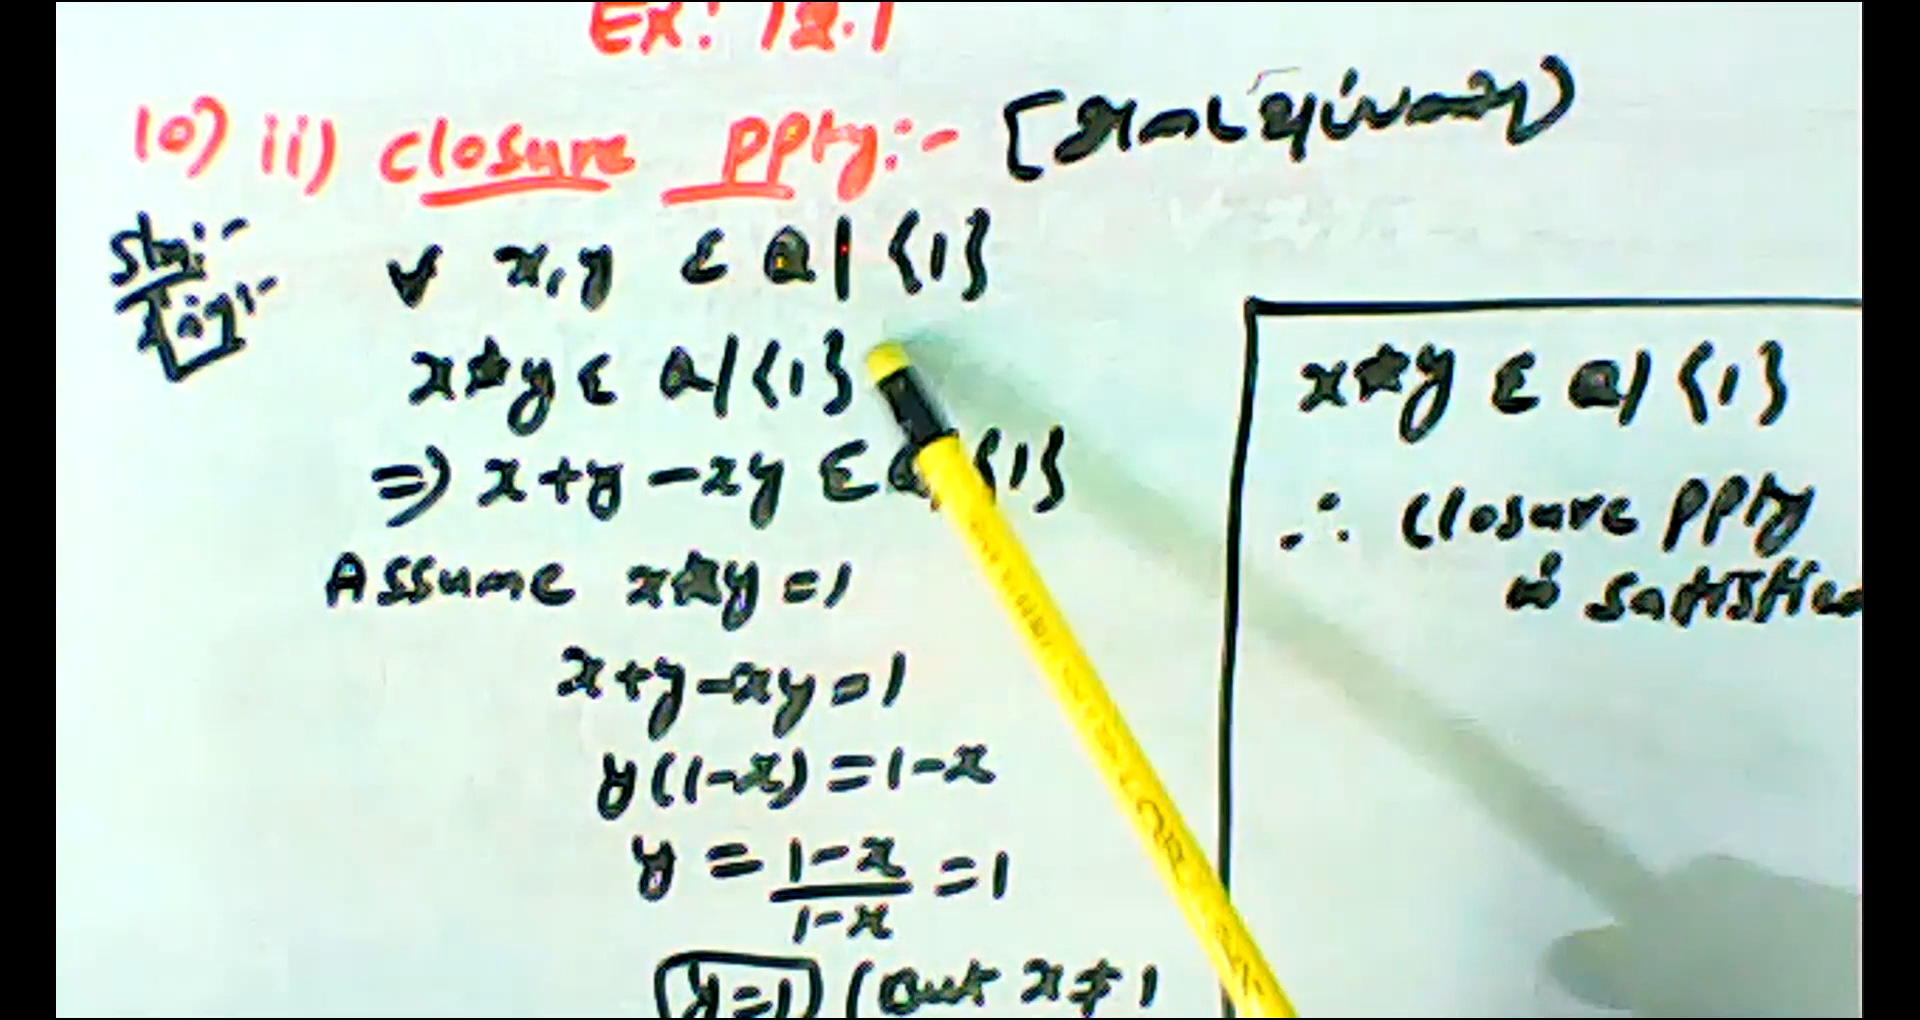 Ex: 12.1
10) ii) closure ppty:-
Sln:-
∀ x, y ∈ Q | {1}
x*y ∈ Q | {1}
=) x+y-xy ∈ Q {1}
Assume x*y=1
x+y-xy=1
y(1-x)=1-x
y = 1-x / 1-x = 1
y=1 (But x≠1
x*y ∈ Q | {1}
∴ closure ppty
is satisfied